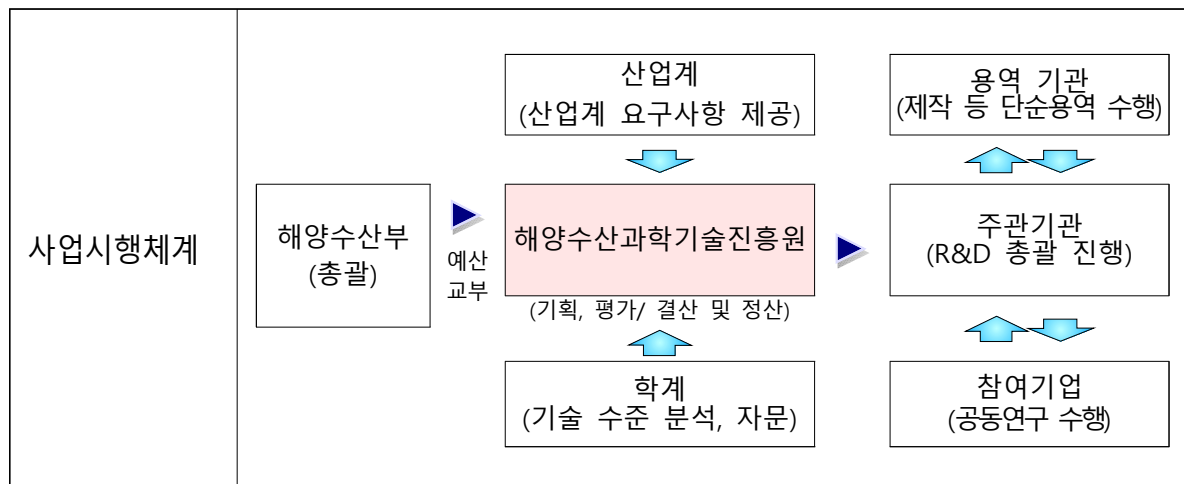 사업시행체계
해양수산부
(총괄)
예산
교부
산업계
(산업계 요구사항 제공)
해양수산과학기술진흥원
(기획, 평가/ 결산 및 정산)
학계
(기술 수준 분석, 자문)
용역 기관
(제작 등 단순용역 수행)
주관기관
(R&D 총괄 진행)
참여기업
(공동연구 수행)